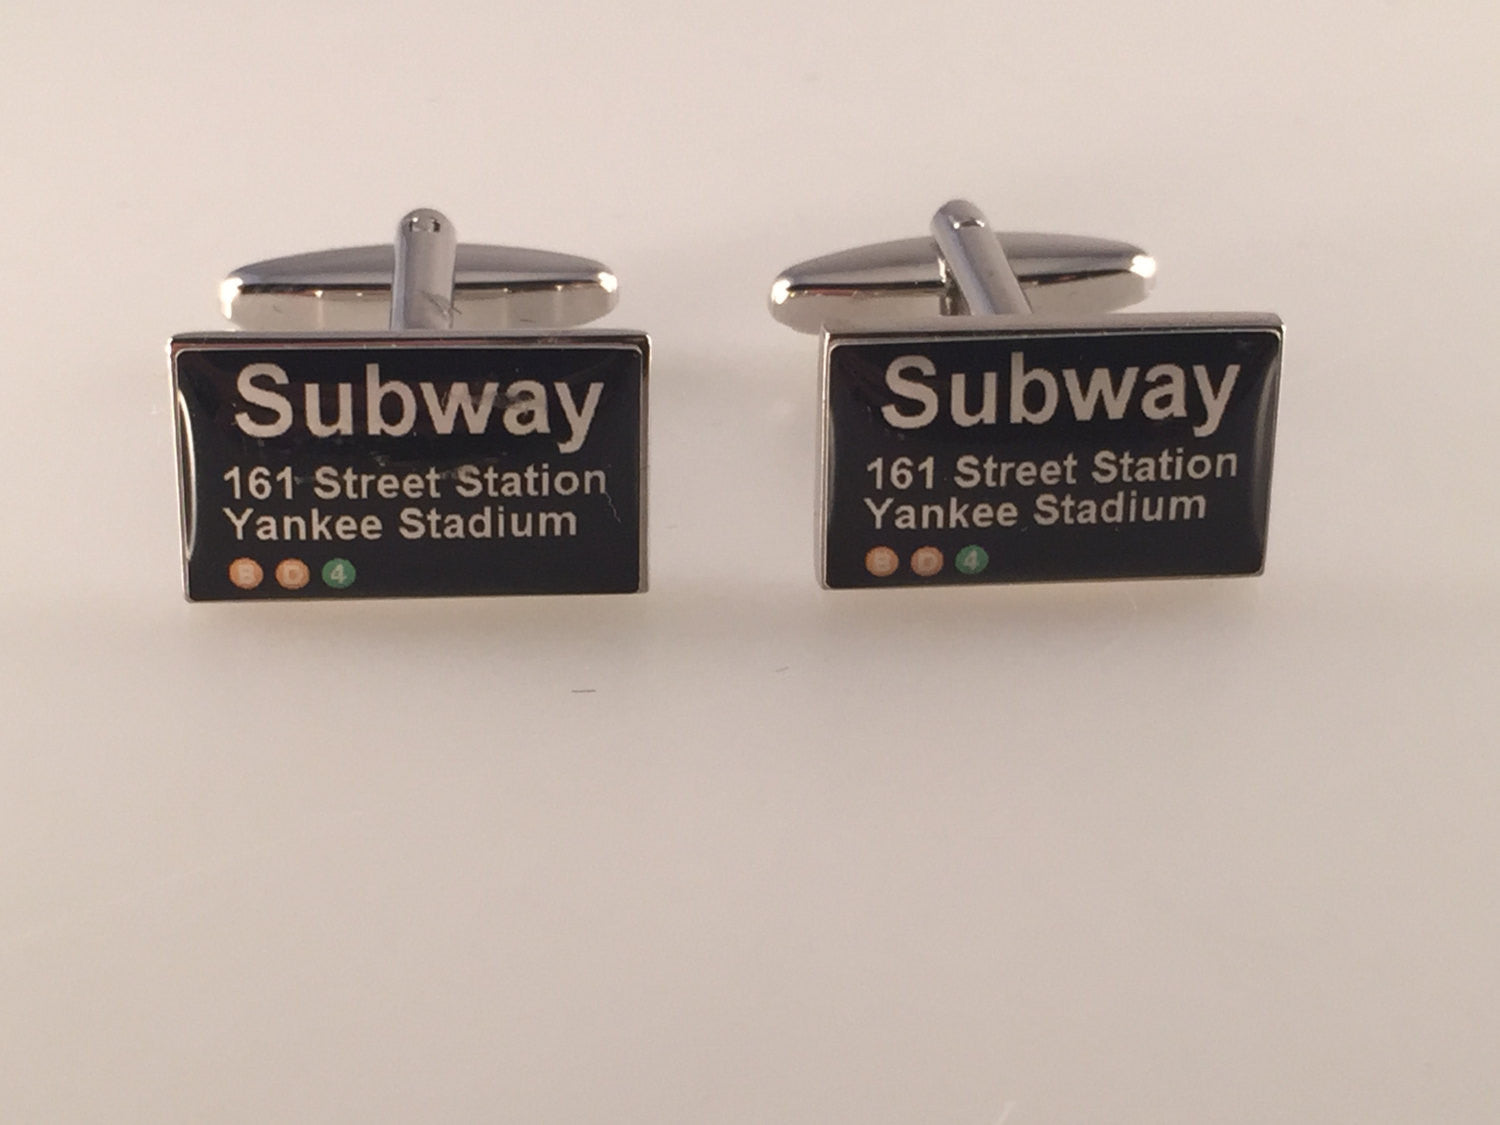 Subway
161 Street Station
Yankee Stadium
B D 4
Subway
161 Street Station
Yankee Stadium
B D 4